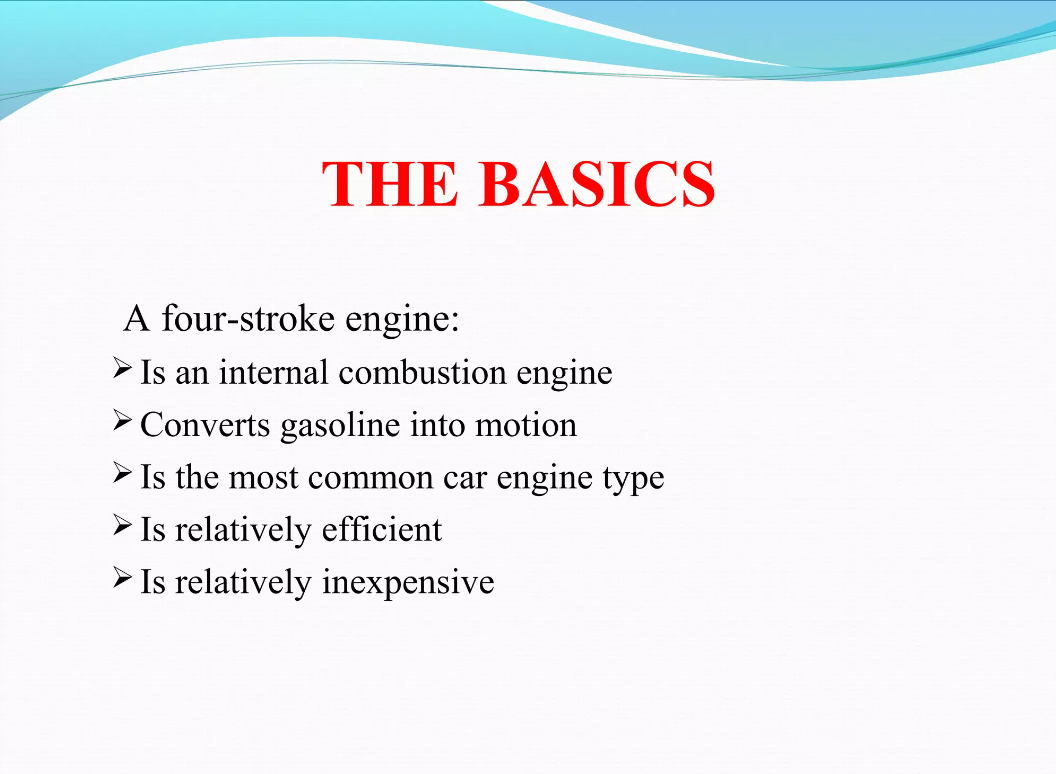 THE BASICS
A four-stroke engine:
➢ Is an internal combustion engine
➢ Converts gasoline into motion
➢ Is the most common car engine type
➢ Is relatively efficient
➢ Is relatively inexpensive